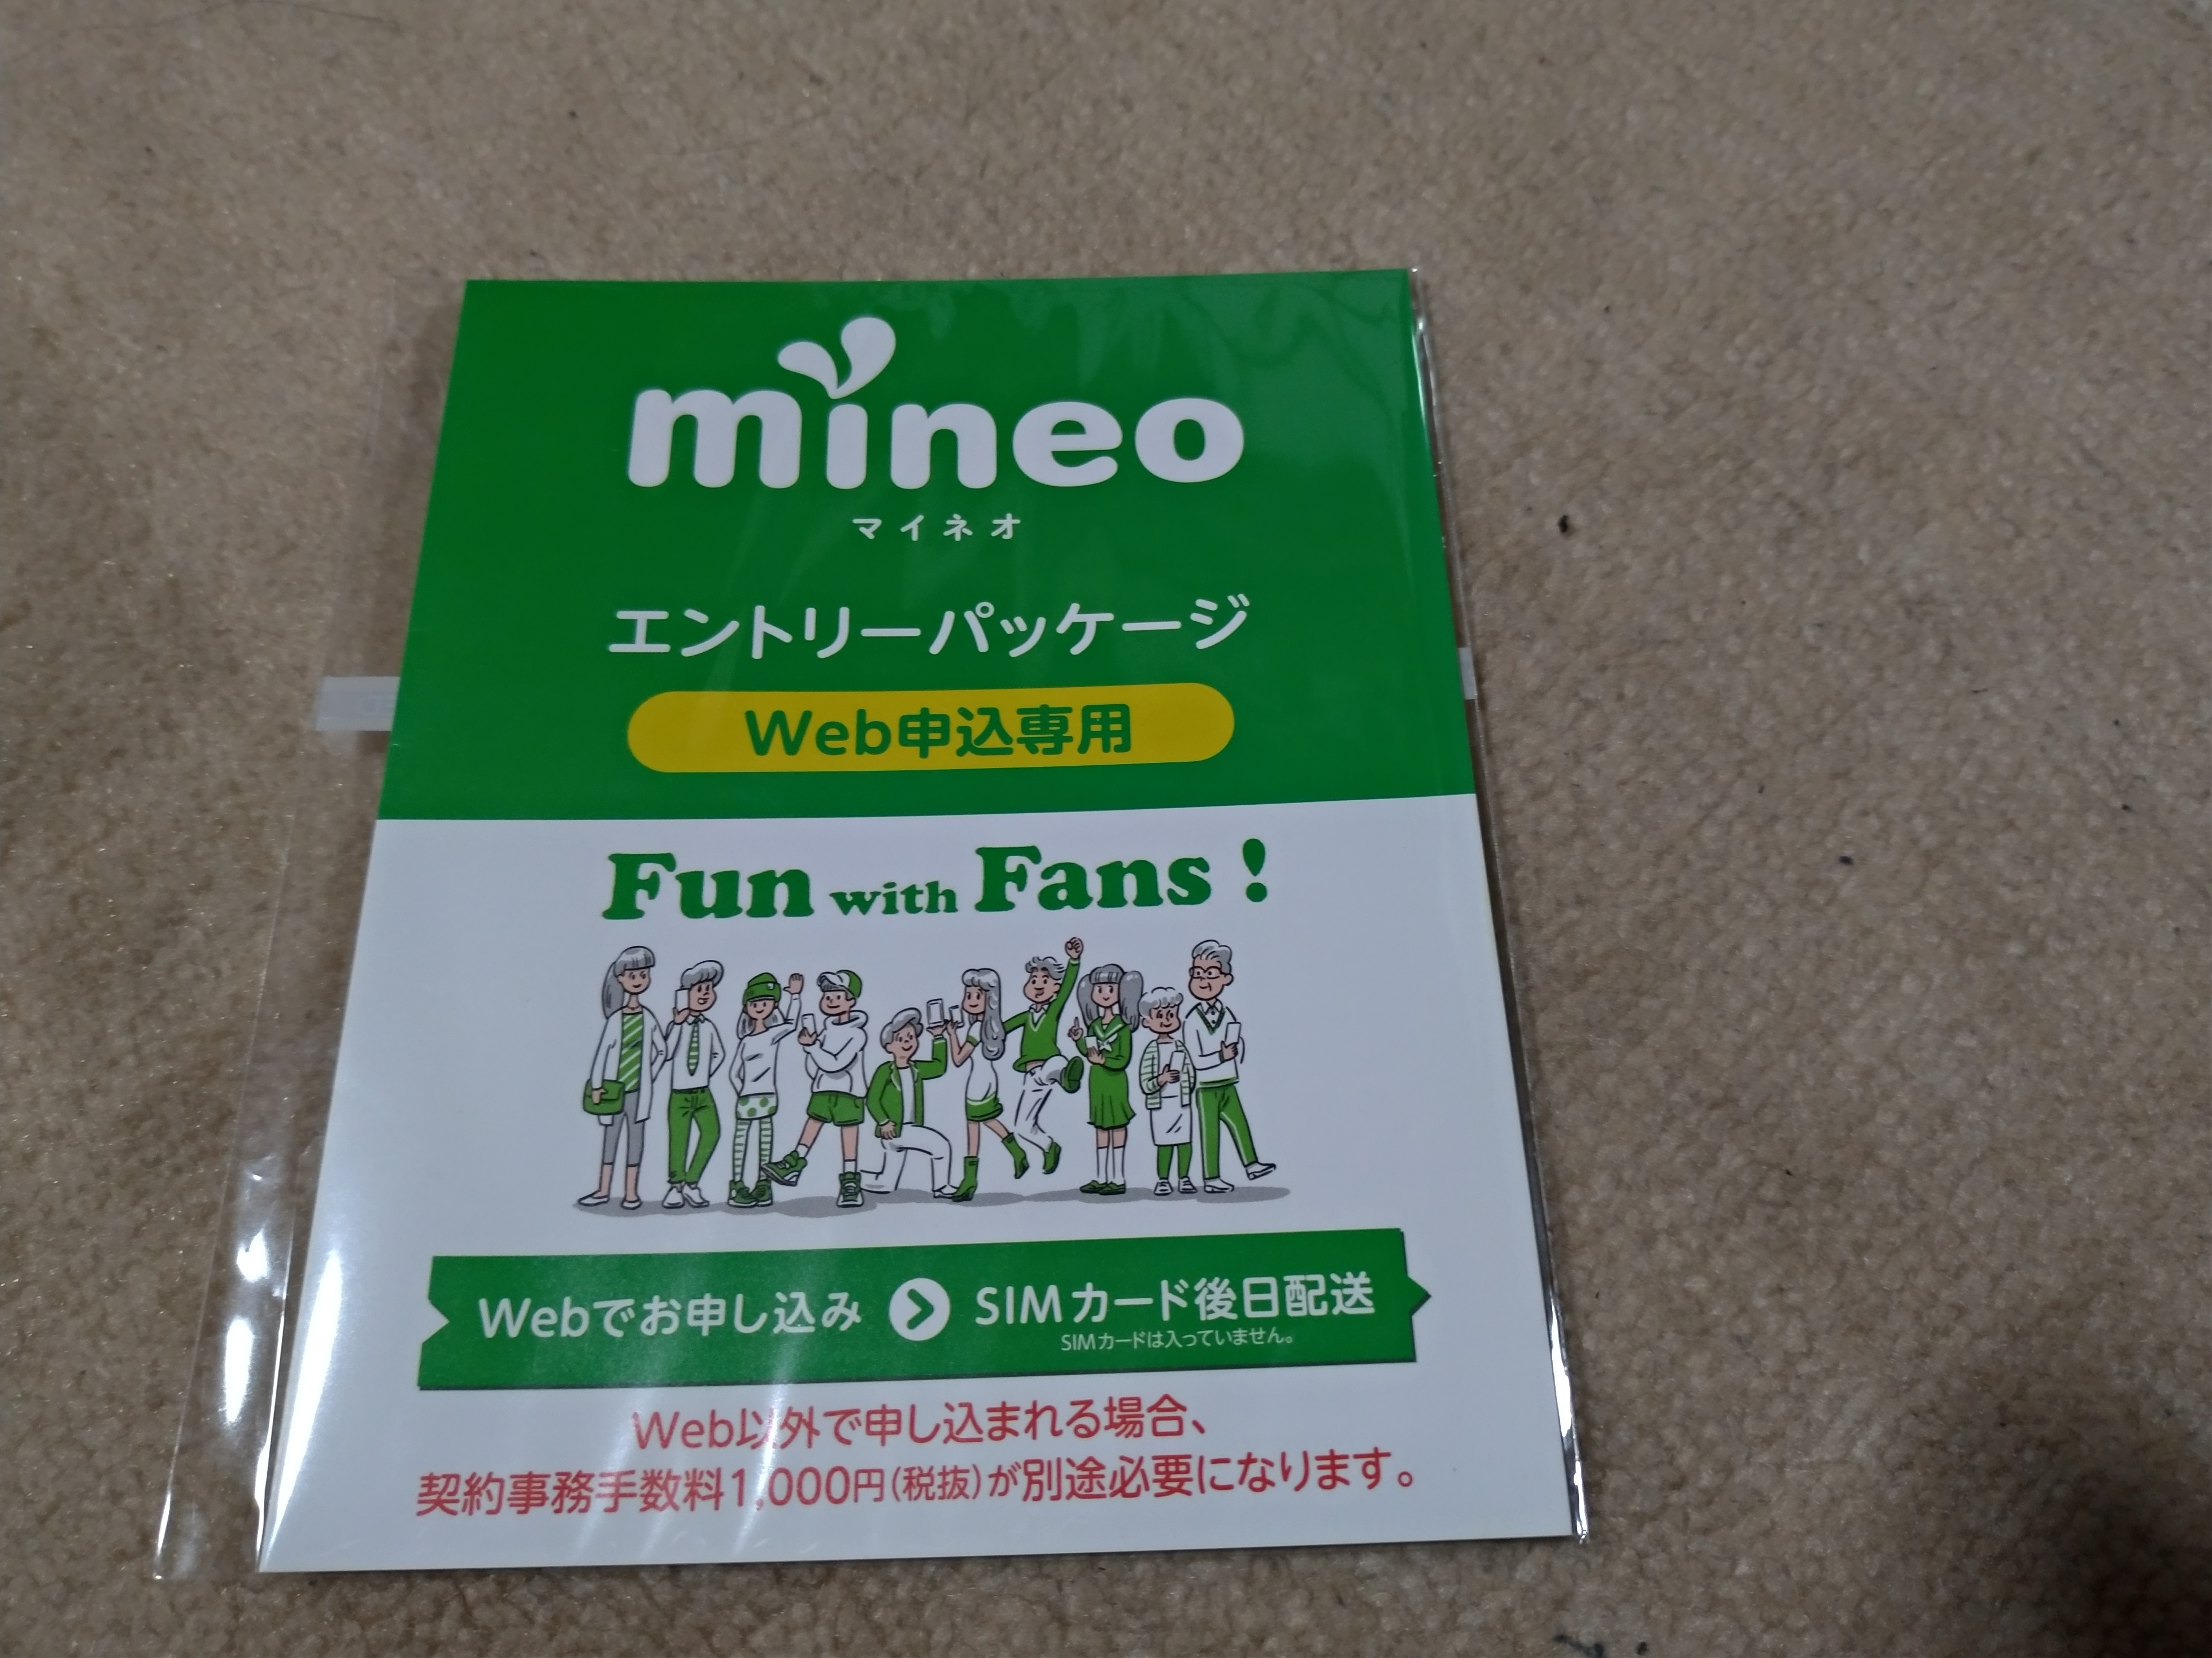 mineo
マイネオ
エントリーパッケージ
Web申込専用
Fun with Fans!
Webでお申し込み
SIMカード後日配送
SIMカードは入っていません。
Web以外で申し込まれる場合、
契約事務手数料1,000円(税抜)が別途必要になります。